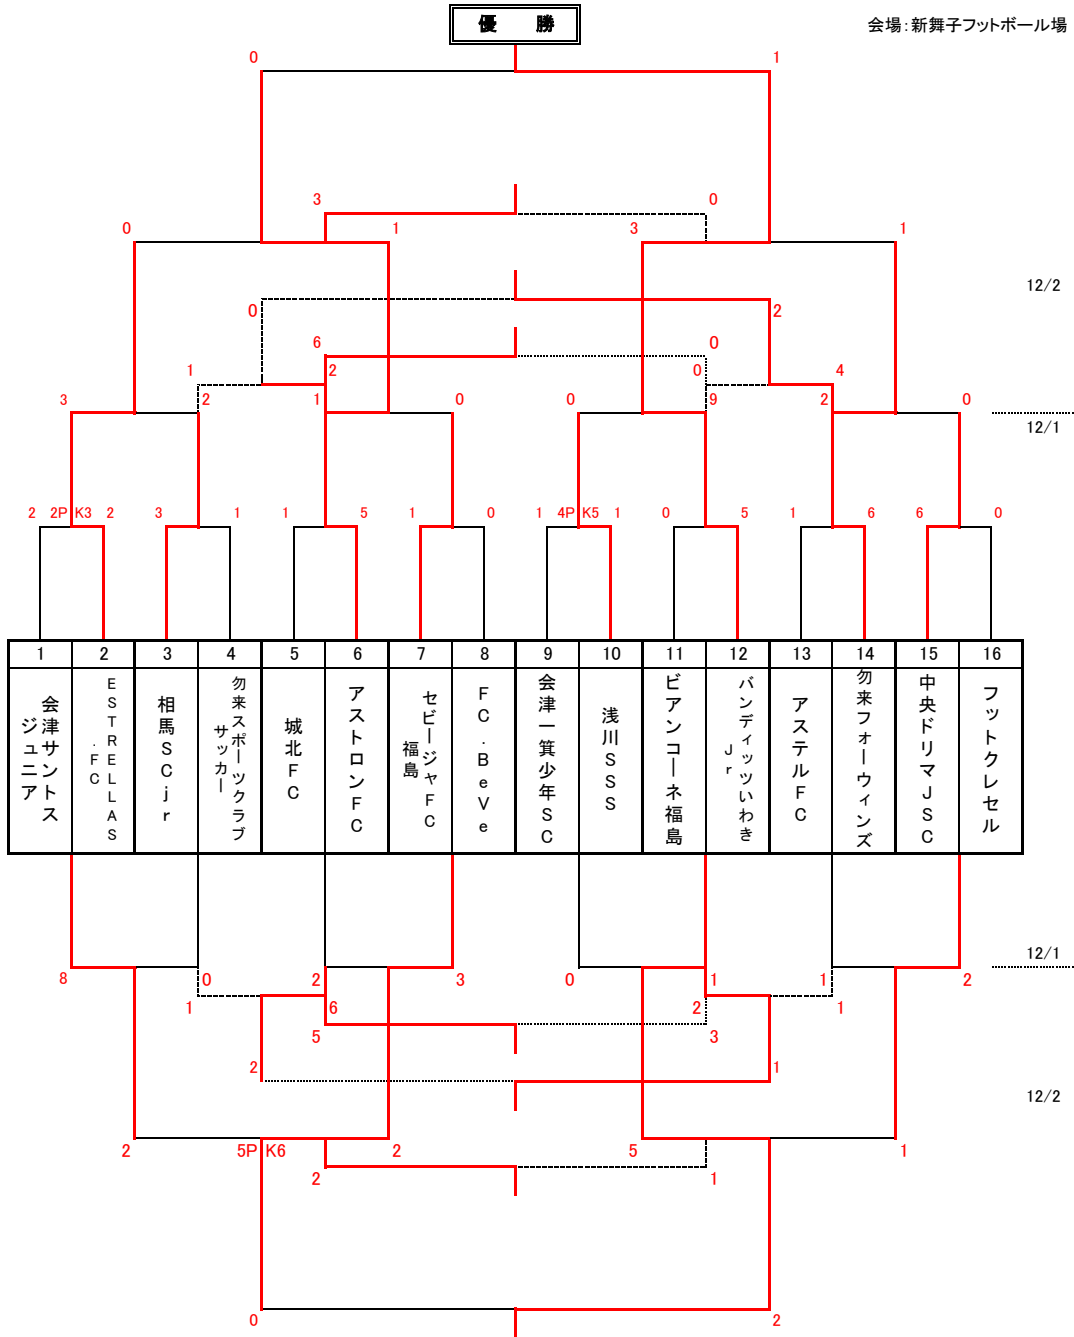 優　勝
会場：新舞子フットボール場
0 1
3 0
0 1 3 1
12/2
0 2
6 0
1 2 0 4
3 2 1 0 0 9 2 0
12/1
2 2P K3 2 3 1 1 5 1 0 1 4P K5 1 0 5 1 6 6 0
1 2 3 4 5 6 7 8 9 10 11 12 13 14 15 16
会津サントス
ジュニア
ESTRELLAS
.FC
相馬SCjr
勿来スポーツクラブ
サッカー
城北FC
アストロンFC
セビージャFC
福島
FC.BeVe
会津一箕少年SC
浅川SSS
ビアンコーネ福島
バンディッツいわき
Jr
アステルFC
勿来フォーウィンズ
中央ドリマJSC
フットクレセル
12/1
8 0 2 3 0 1 1 2
1 6 2 1
5 3
2 1
12/2
2 5P K6 2 5 1
2 1
0 2